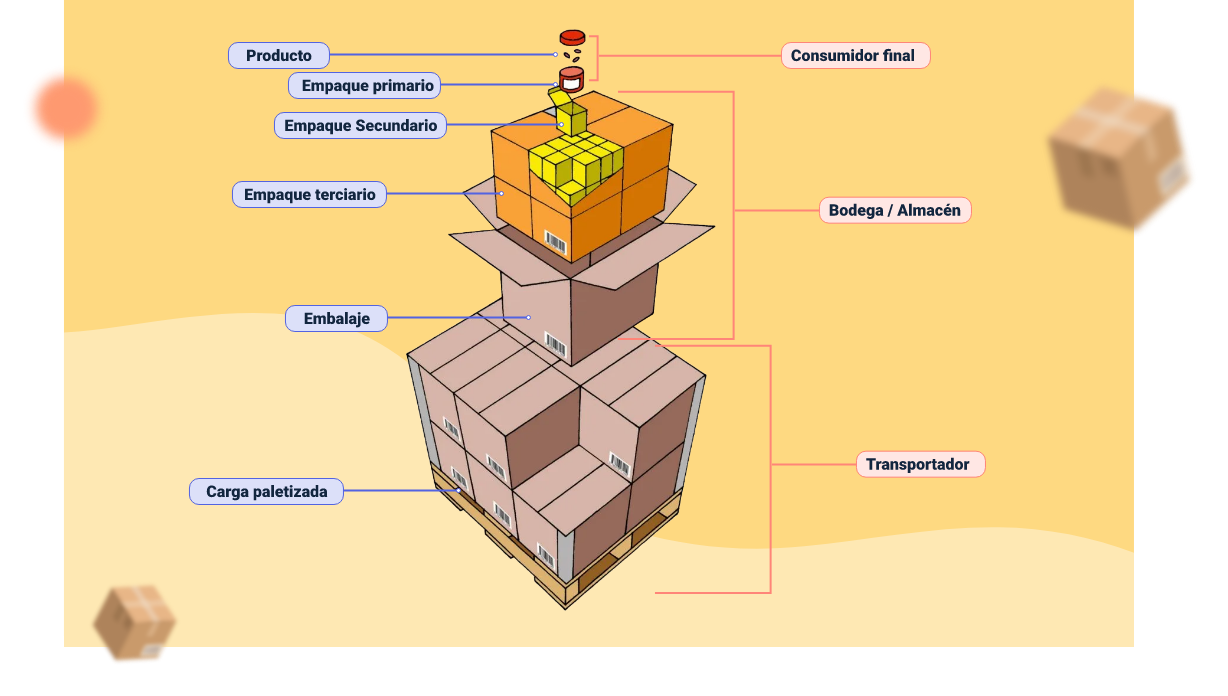 Producto
Consumidor final
Empaque primario
Empaque Secundario
Empaque terciario
Bodega / Almacén
Embalaje
Transportador
Carga paletizada